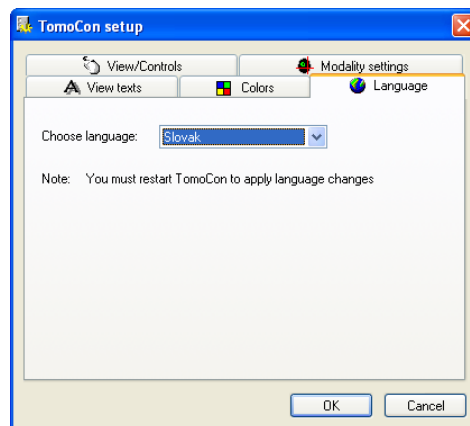 TomoCon setup
View/Controls
Modality settings
View texts
Colors
Language
Choose language:
Slovak
Note: You must restart TomoCon to apply language changes
OK
Cancel